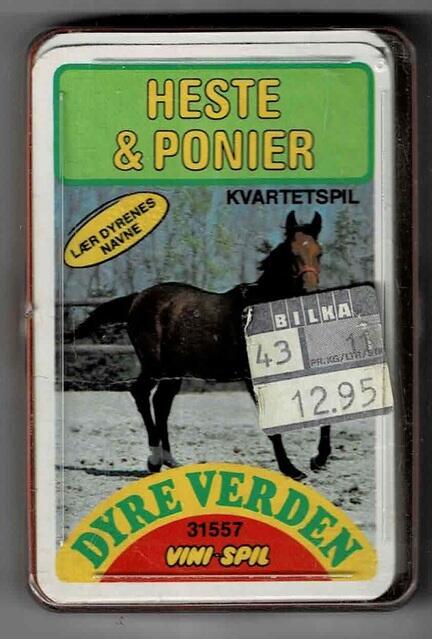 HESTE
& PONIER
KVARTETSPIL
LÆR DYRENES
NAVNE
BILKA
43 11
PR.KG/LTR/STK
12.95
DYRE VERDEN
31557
VINI-SPIL